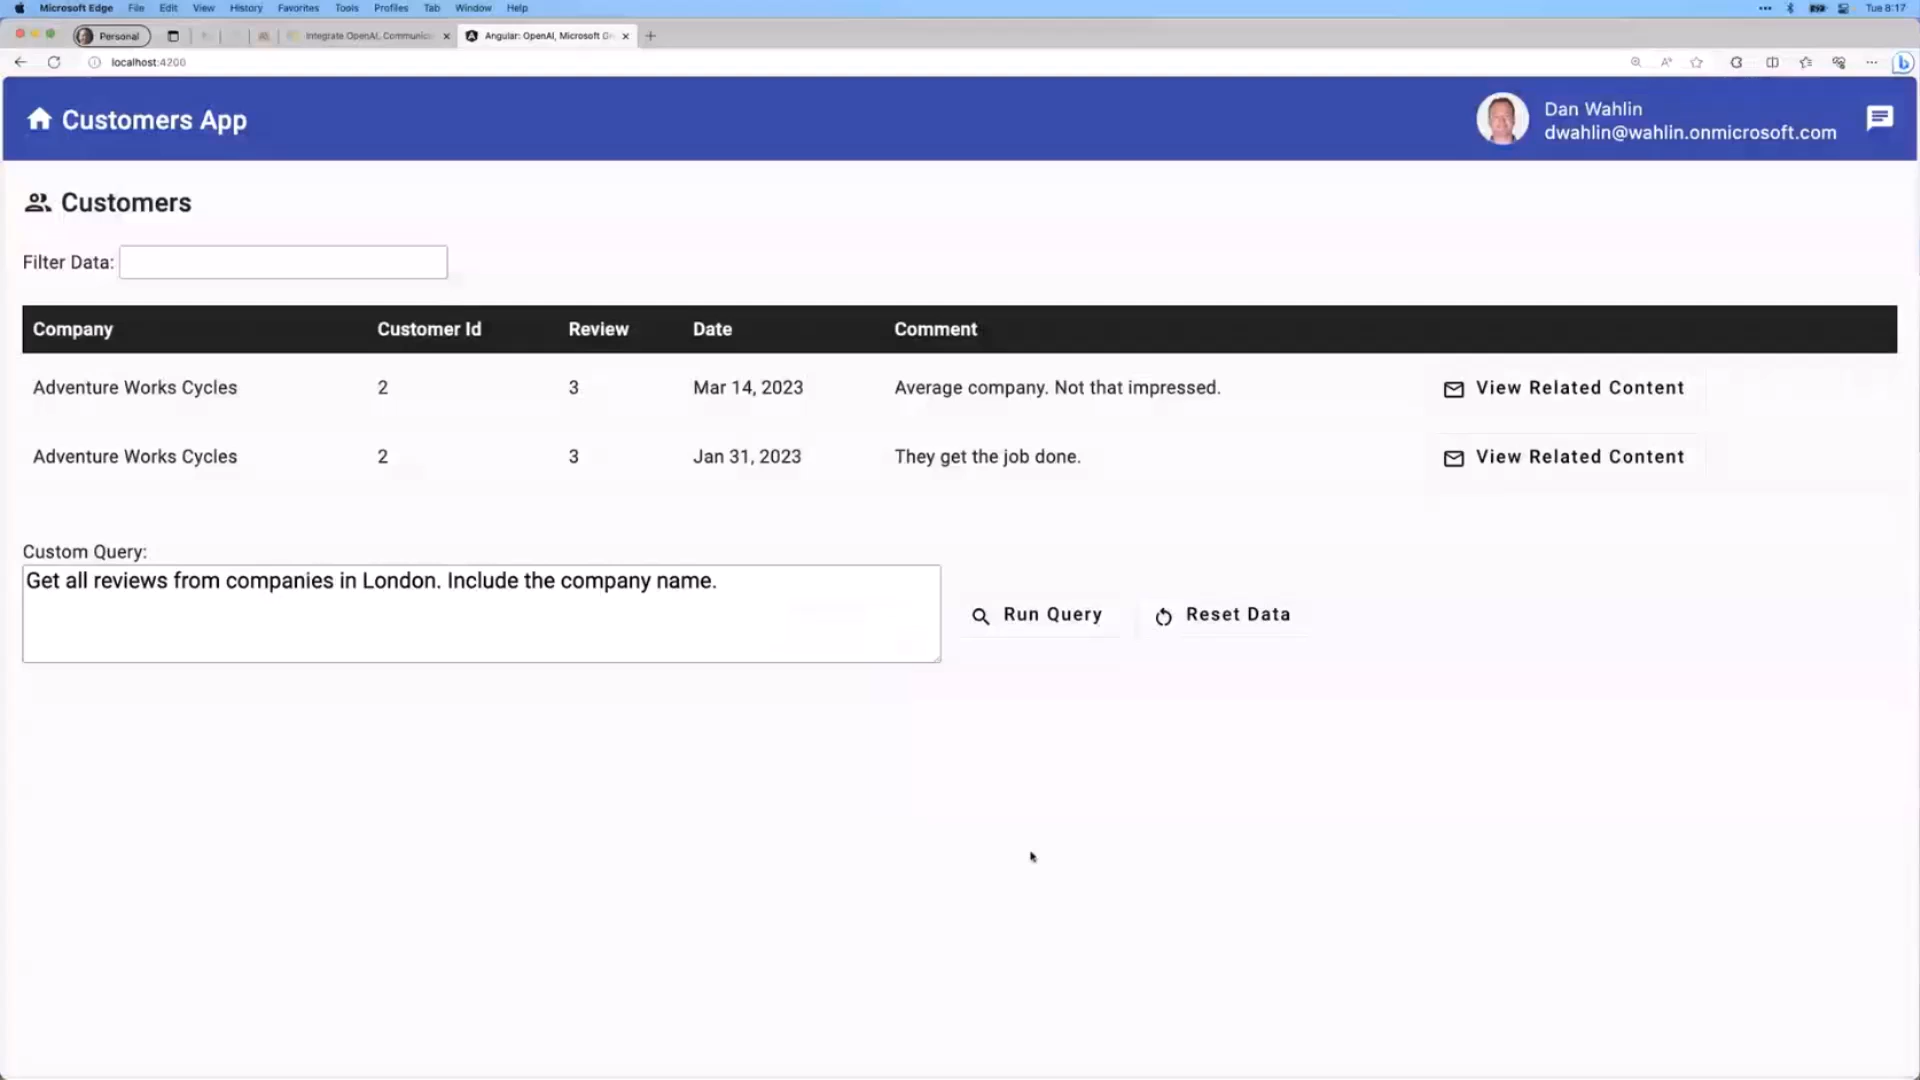 Microsoft Edge File Edit View History Favorites Tools Profiles Tab Window Help Tue 8:17
Personal Integrate OpenAI, Communic Angular: OpenAI, Microsoft Gr
localhost:4200
Customers App
Dan Wahlin
dwahlin@wahlin.onmicrosoft.com
Customers
Filter Data:
Company Customer Id Review Date Comment
Adventure Works Cycles 2 3 Mar 14, 2023 Average company. Not that impressed. View Related Content
Adventure Works Cycles 2 3 Jan 31, 2023 They get the job done. View Related Content
Custom Query:
Get all reviews from companies in London. Include the company name.
Run Query Reset Data